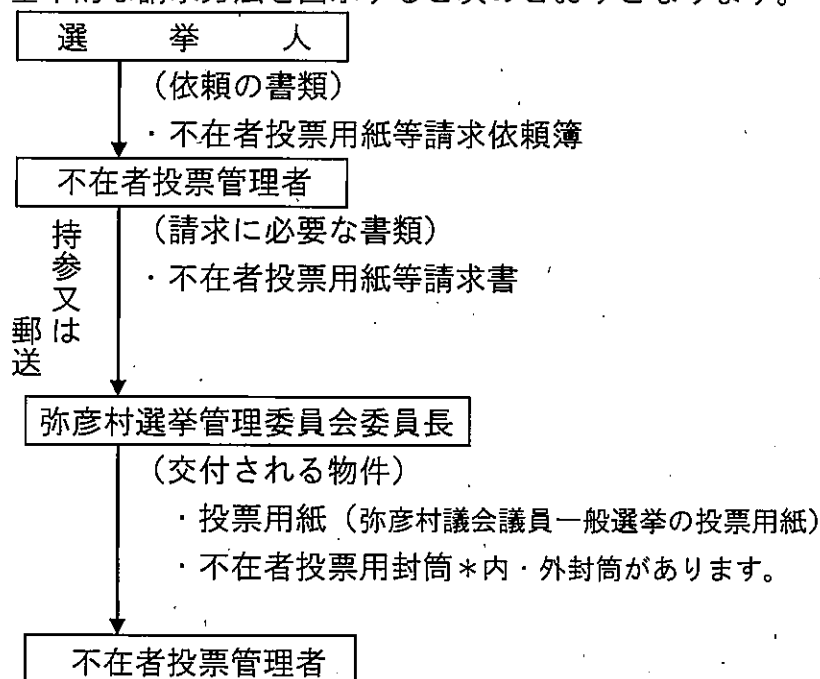 選挙人
(依頼の書類)
・不在者投票用紙等請求依頼簿
不在者投票管理者
持参又は
郵送
(請求に必要な書類)
・不在者投票用紙等請求書
弥彦村選挙管理委員会委員長
(交付される物件)
・投票用紙(弥彦村議会議員一般選挙の投票用紙)
・不在者投票用封筒*内・外封筒があります。
不在者投票管理者